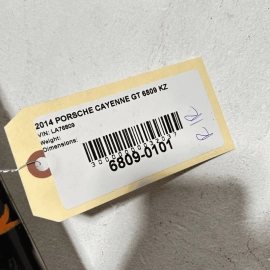 2014 PORSCHE CAYENNE GT 6809 KZ
VIN: LA76809
Weight:
Dimensions:
6809-0101